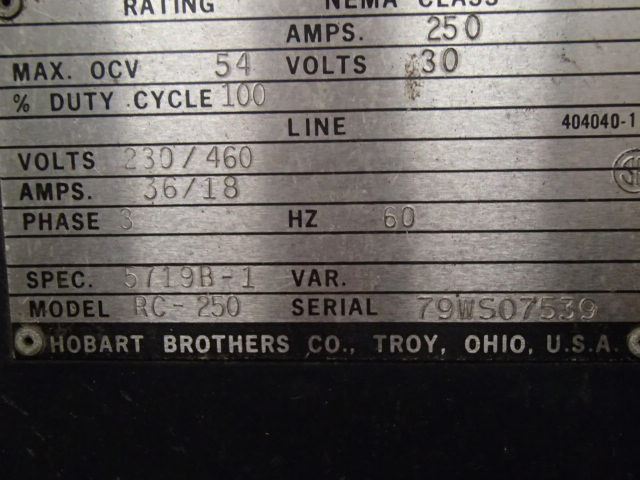 RATING NEMA CLASS
AMPS. 250
MAX. OCV 54 VOLTS 30
% DUTY CYCLE 100
LINE 404040-1
VOLTS 230/460
AMPS. 36/18
PHASE 3 HZ 60
SPEC. 5719B-1 VAR.
MODEL RC-250 SERIAL 79WS07539
HOBART BROTHERS CO., TROY, OHIO, U.S.A.